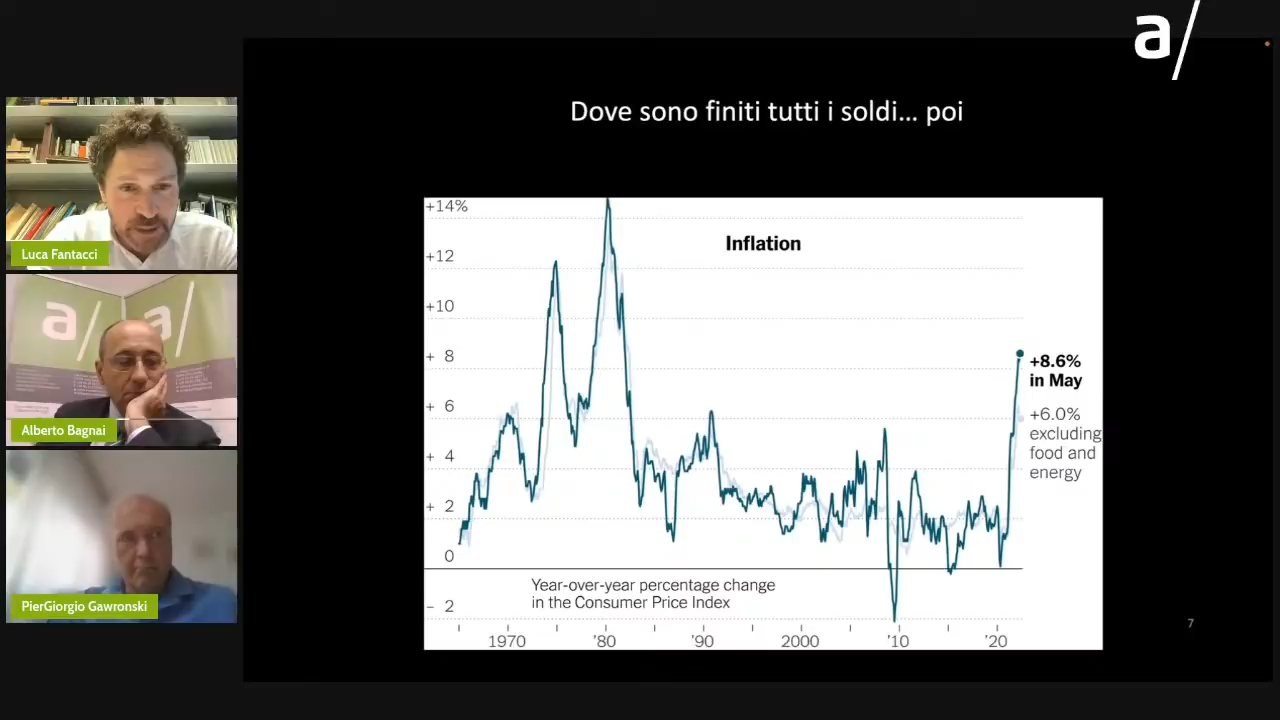 a/
Dove sono finiti tutti i soldi... poi
Luca Fantacci
a/ a/
Alberto Bagnai
PierGiorgio Gawronski
+14%
+12
+10
+ 8
+ 6
+ 4
+ 2
0
– 2
Inflation
+8.6%
in May
+6.0%
excluding
food and
energy
Year-over-year percentage change
in the Consumer Price Index
1970 '80 '90 2000 '10 '20
7